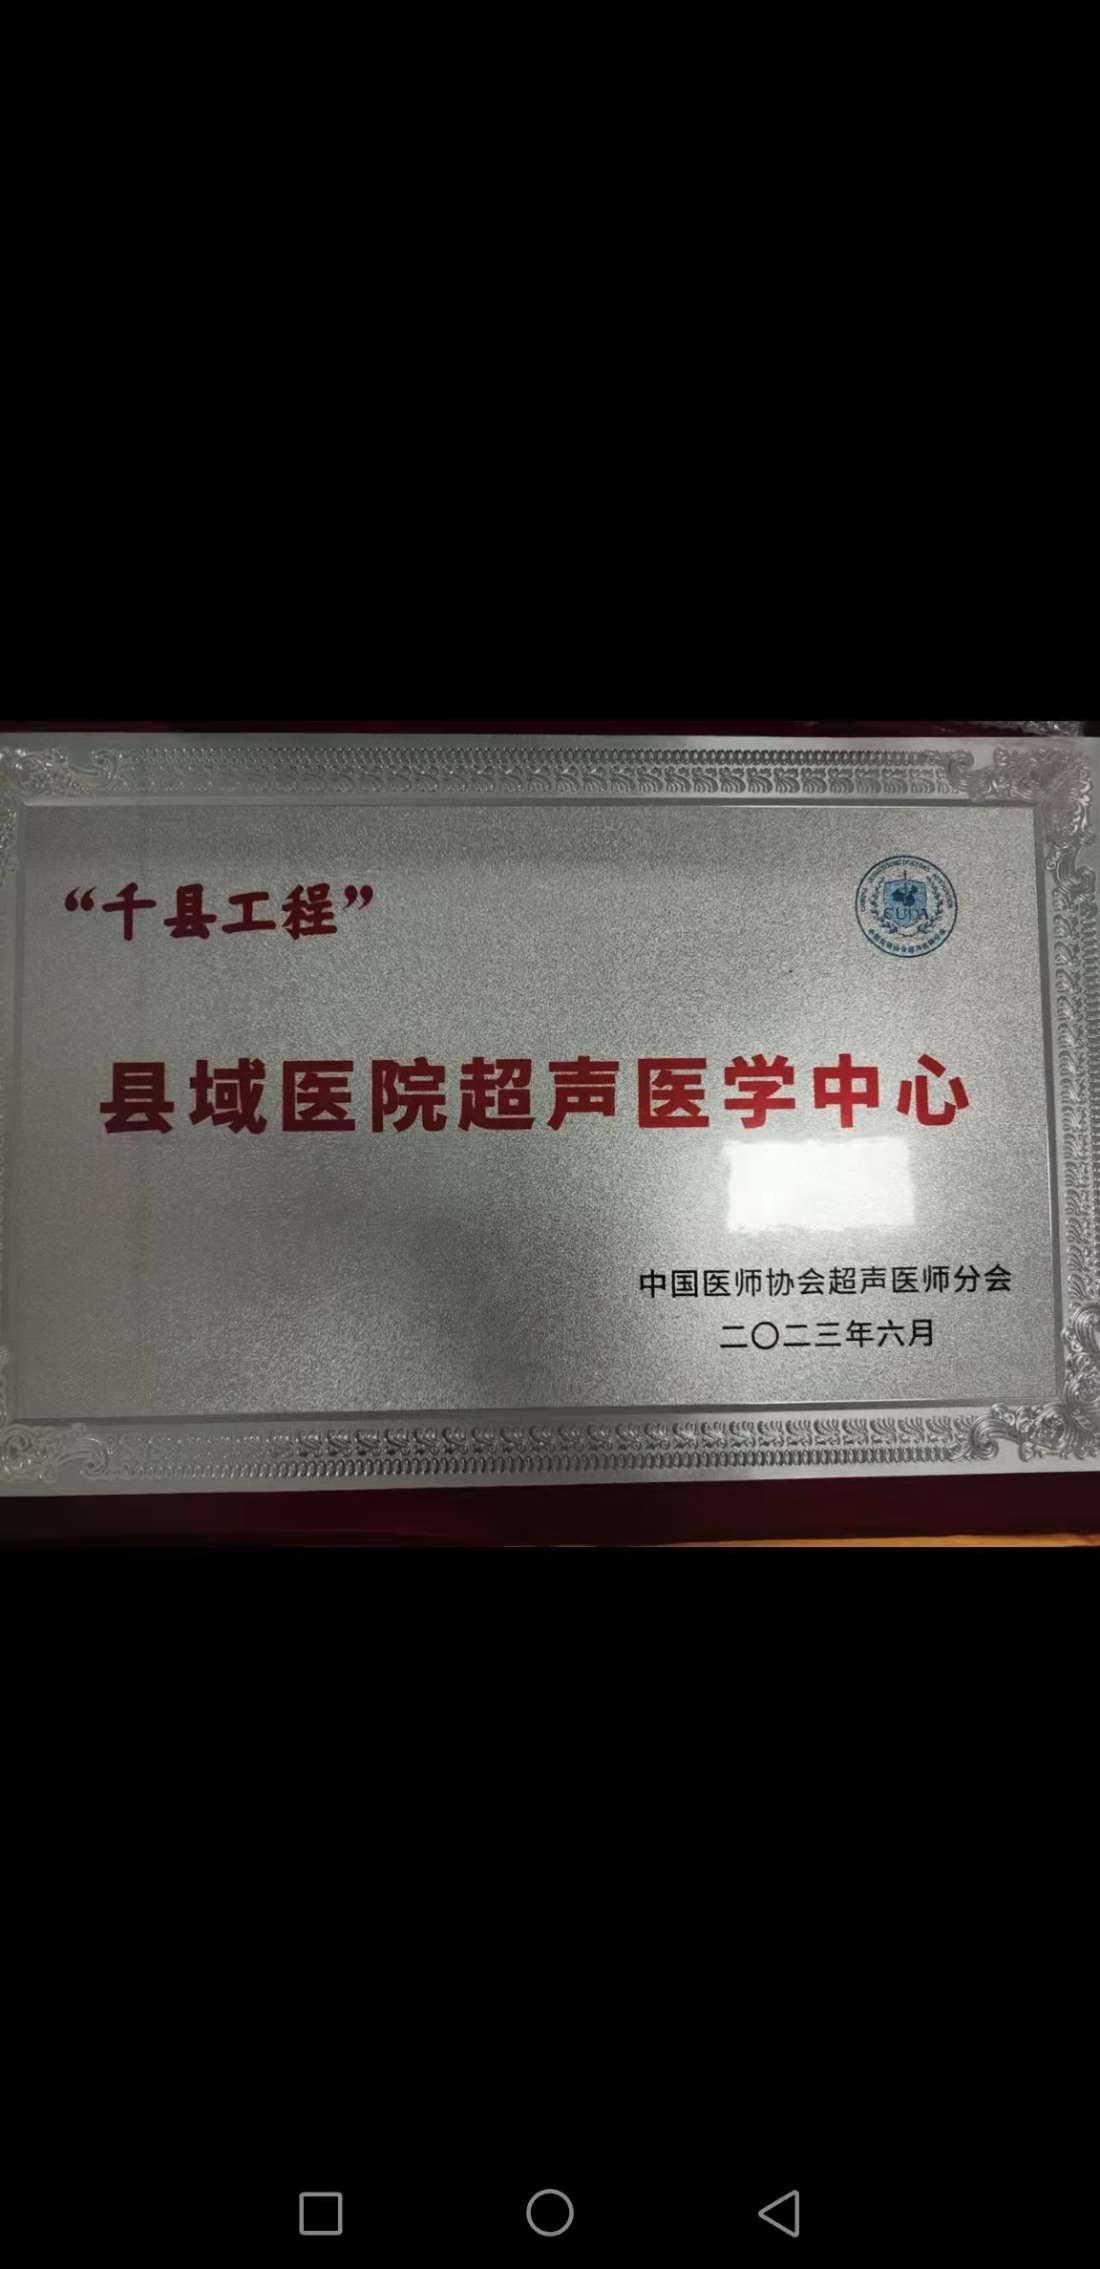 “千县工程”
CUDA
县域医院超声医学中心
中国医师协会超声医师分会
二〇二三年六月